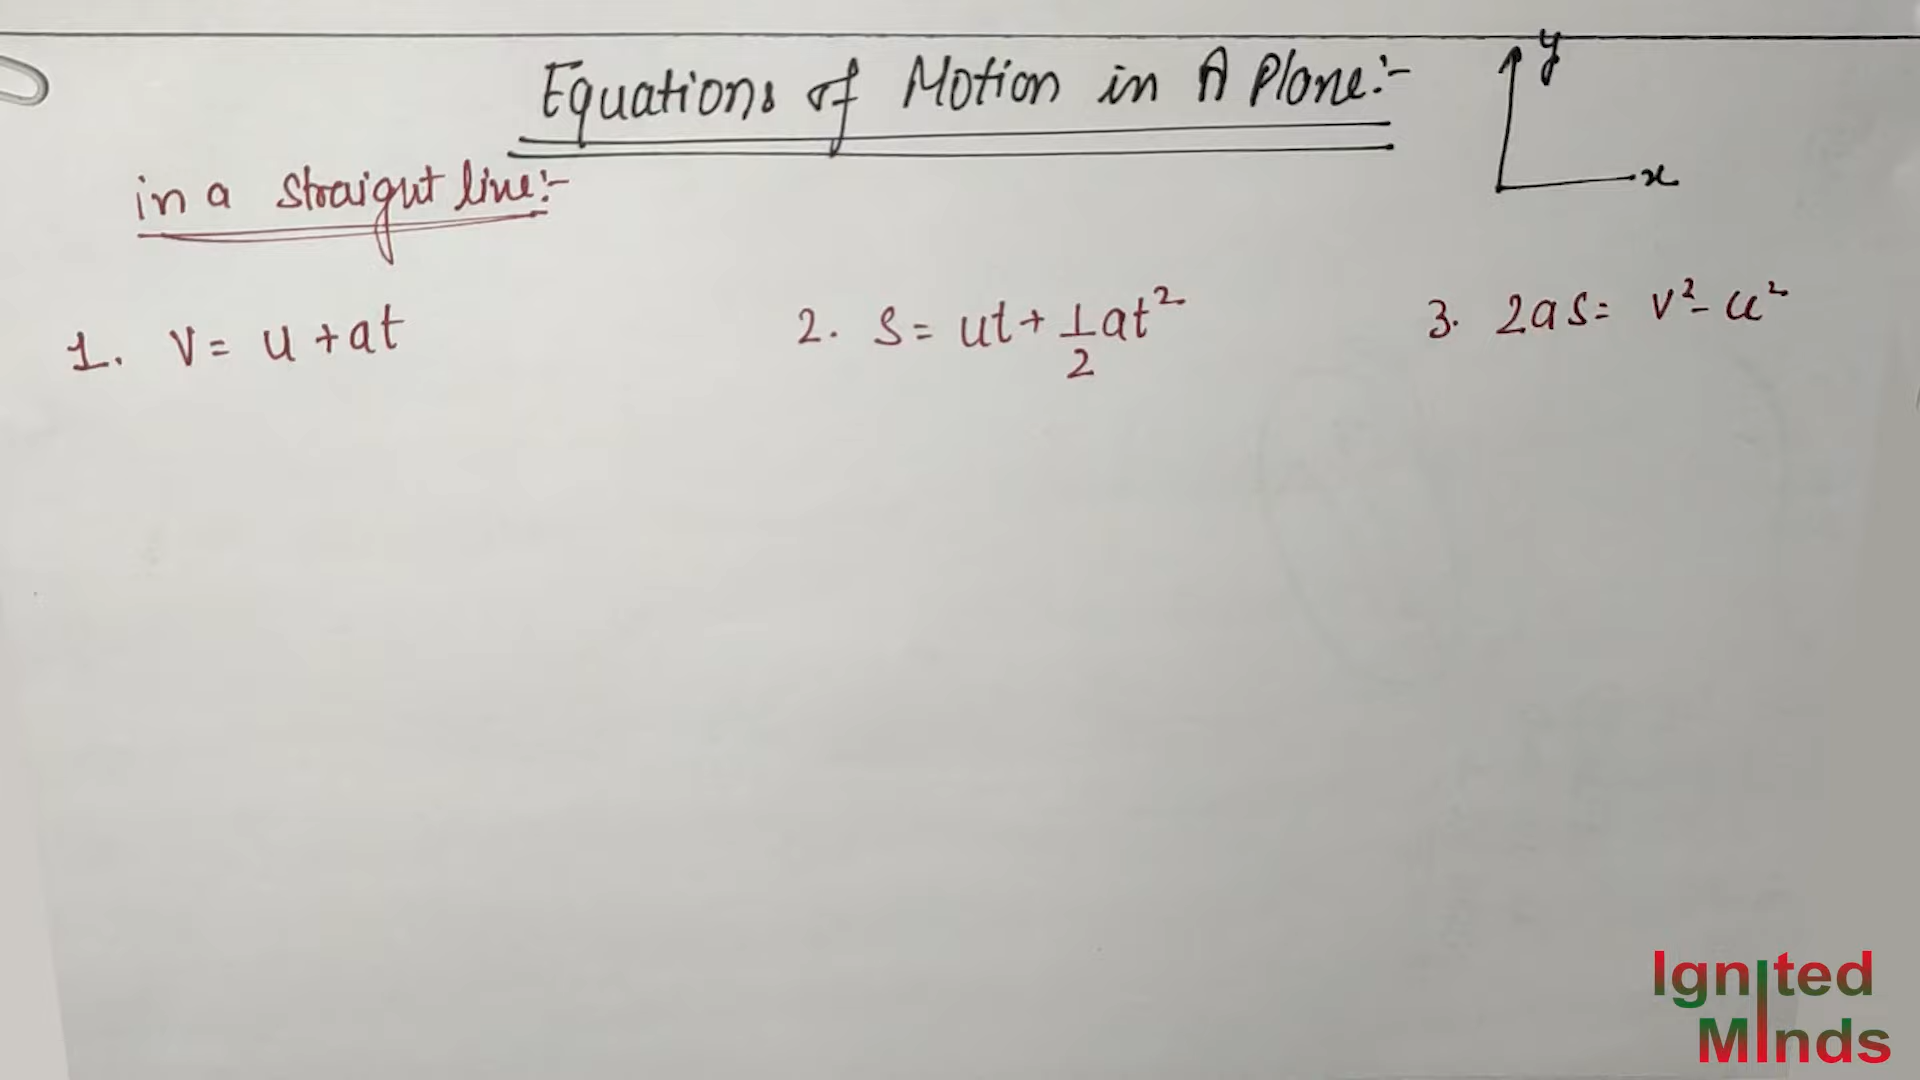 Equations of Motion in A Plane:-
y
x
in a straigut line:-
1. v = u + at
2. S = ut + 1/2 at²
3. 2as = v² - u²
Ignited
Minds